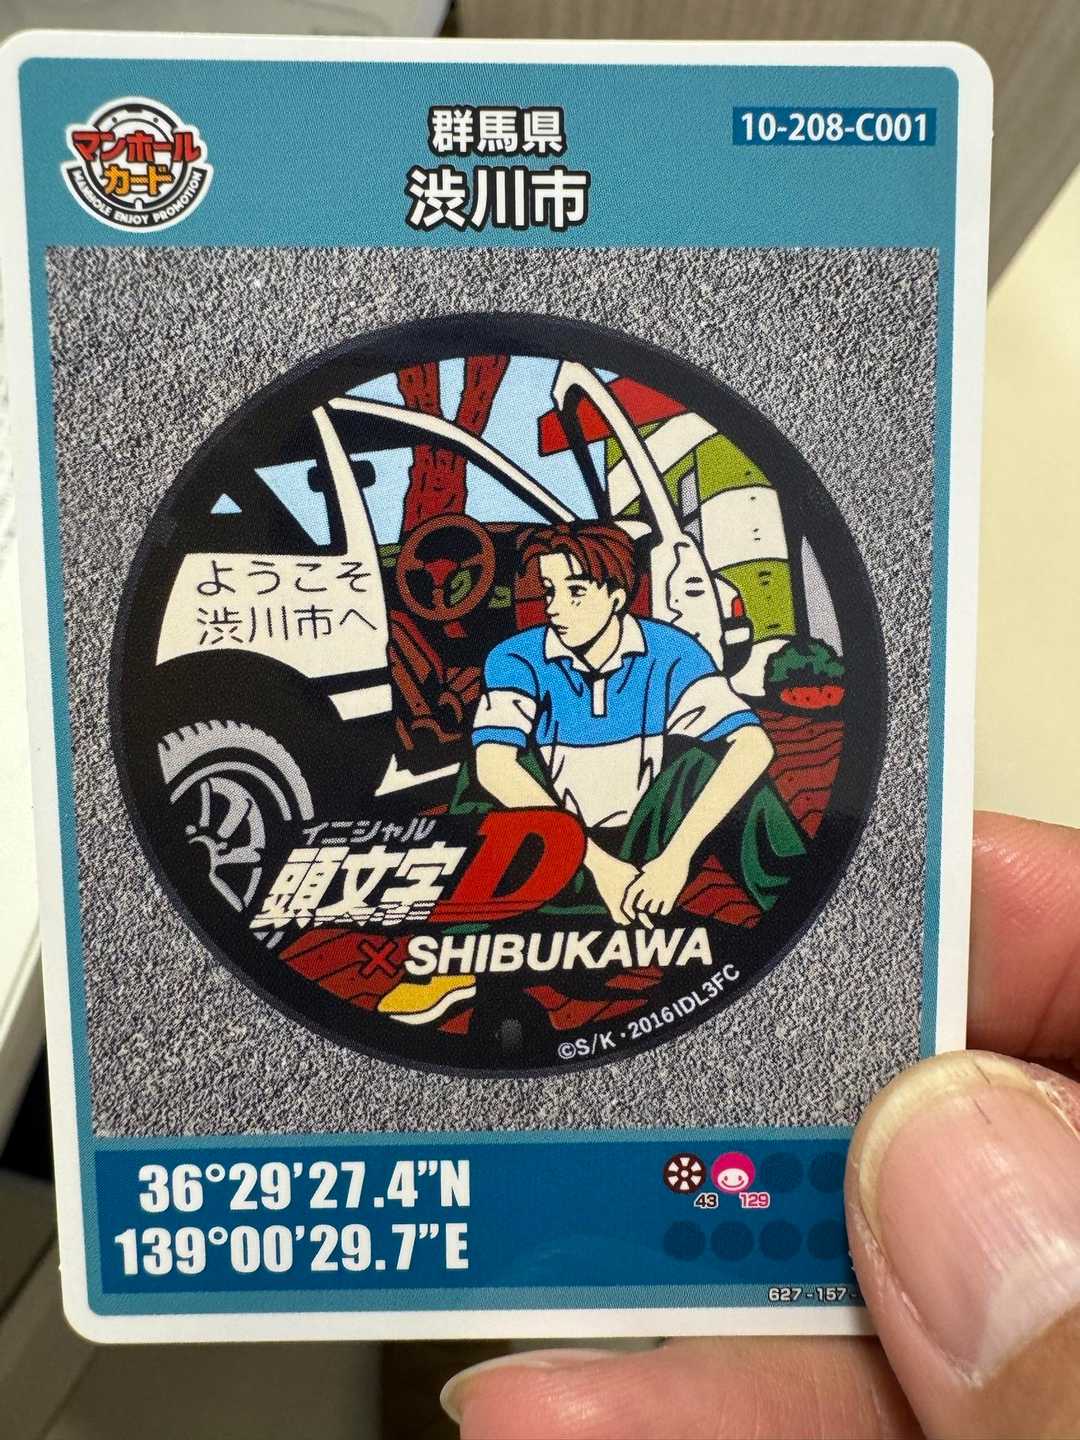 マンホール
カード
MANHOLE ENJOY PROMOTION
群馬県
渋川市
10-208-C001
ようこそ
渋川市へ
イニシャル
頭文字D
×SHIBUKAWA
©S/K・2016IDL3FC
36°29'27.4"N
139°00'29.7"E
43
129
627-157-